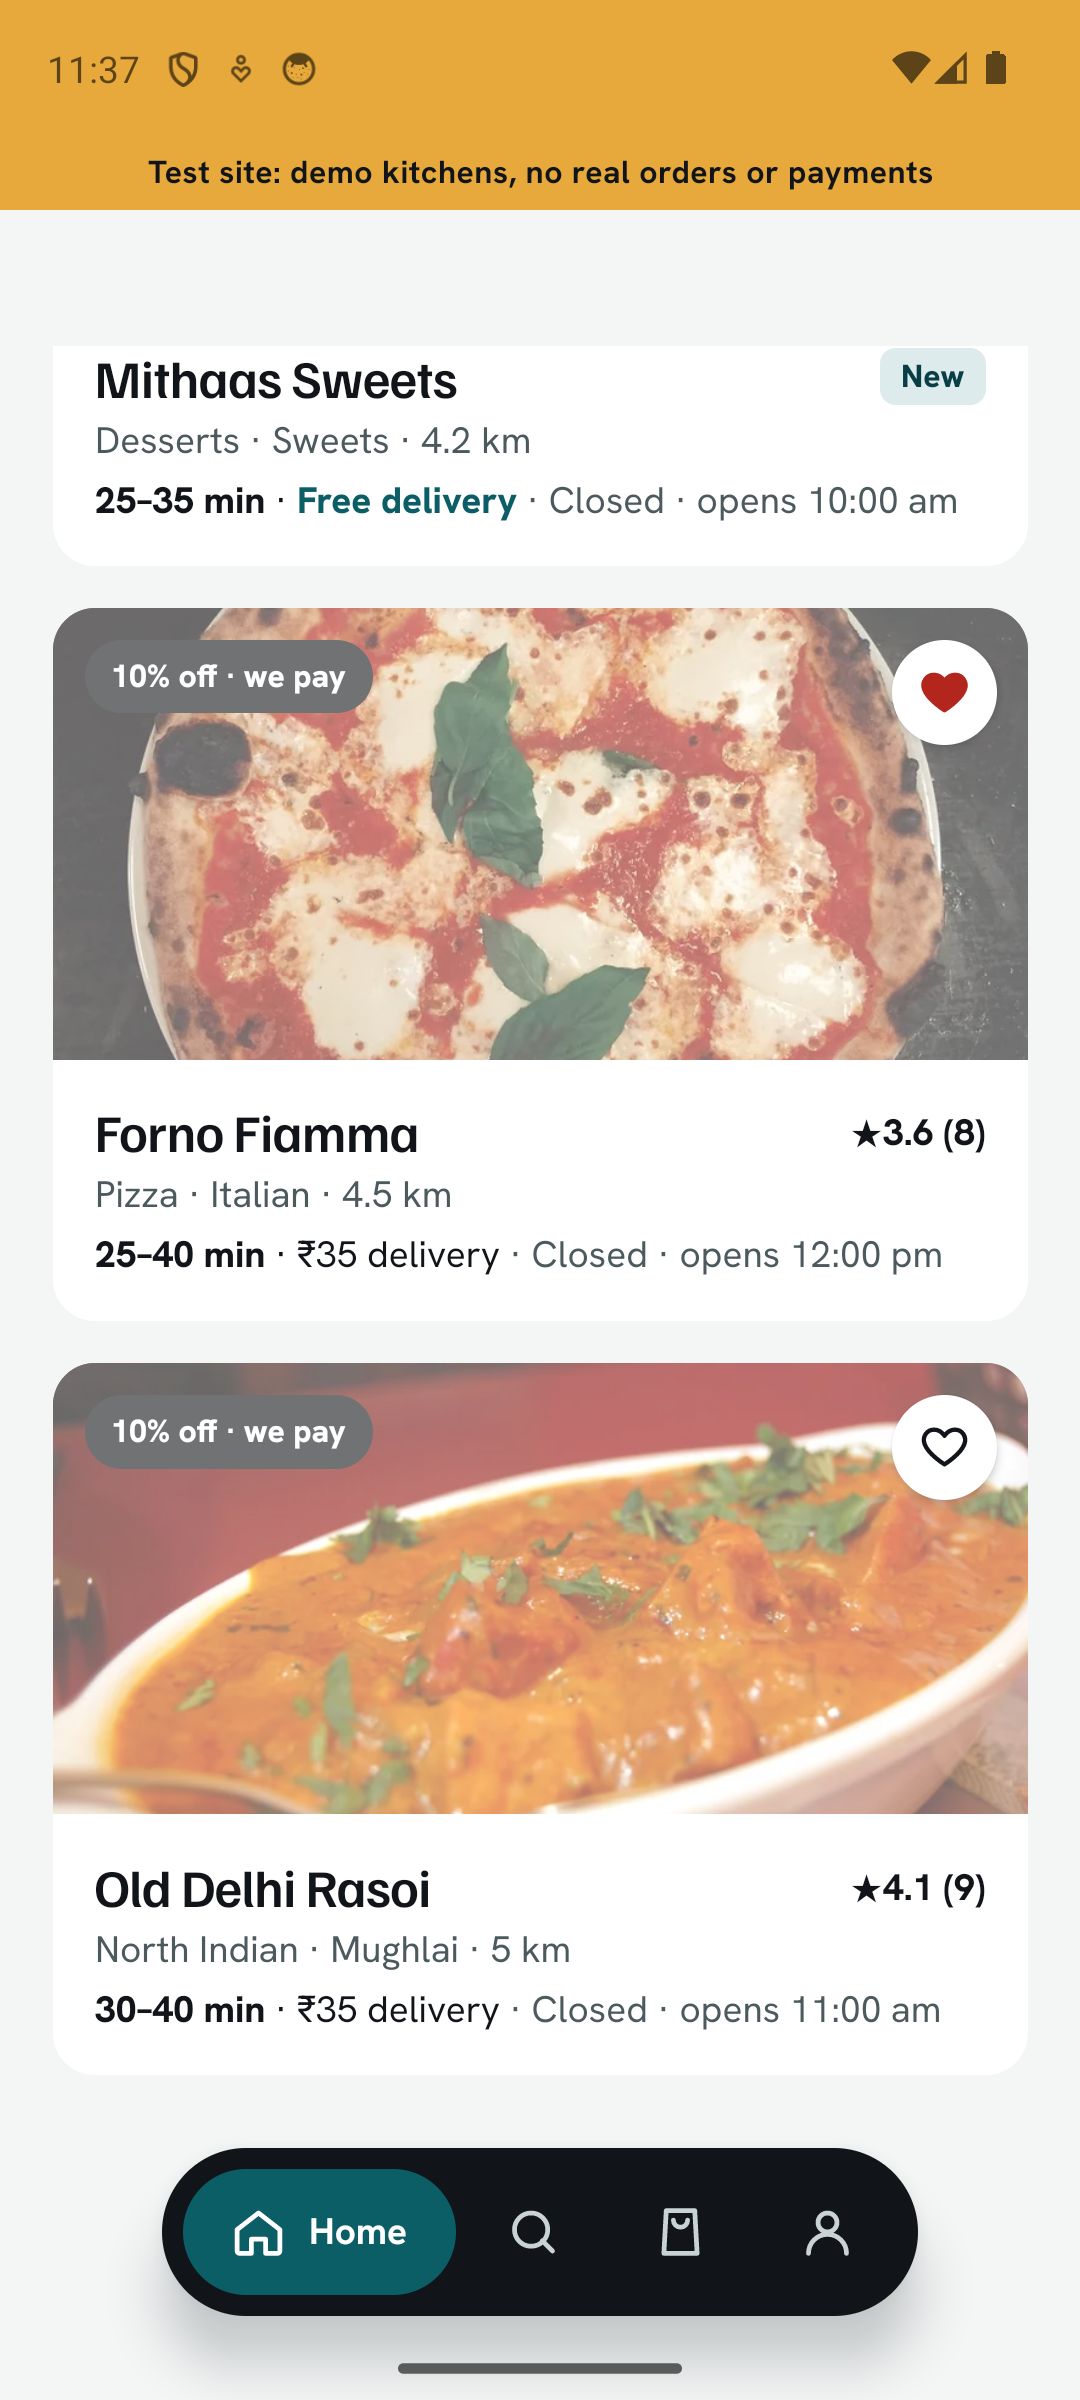 11:37
Test site: demo kitchens, no real orders or payments
Mithaas Sweets
New
Desserts · Sweets · 4.2 km
25–35 min · Free delivery · Closed · opens 10:00 am
10% off · we pay
Forno Fiamma
★3.6 (8)
Pizza · Italian · 4.5 km
25–40 min · ₹35 delivery · Closed · opens 12:00 pm
10% off · we pay
Old Delhi Rasoi
★4.1 (9)
North Indian · Mughlai · 5 km
30–40 min · ₹35 delivery · Closed · opens 11:00 am
Home